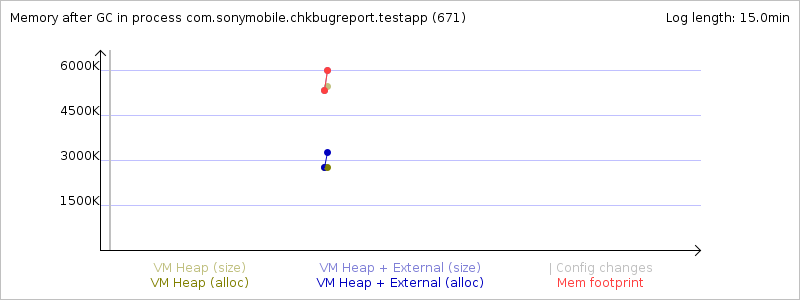 Memory after GC in process com.sonymobile.chkbugreport.testapp (671) Log length: 15.0min
6000K
4500K
3000K
1500K
VM Heap (size) VM Heap + External (size) | Config changes
VM Heap (alloc) VM Heap + External (alloc) Mem footprint